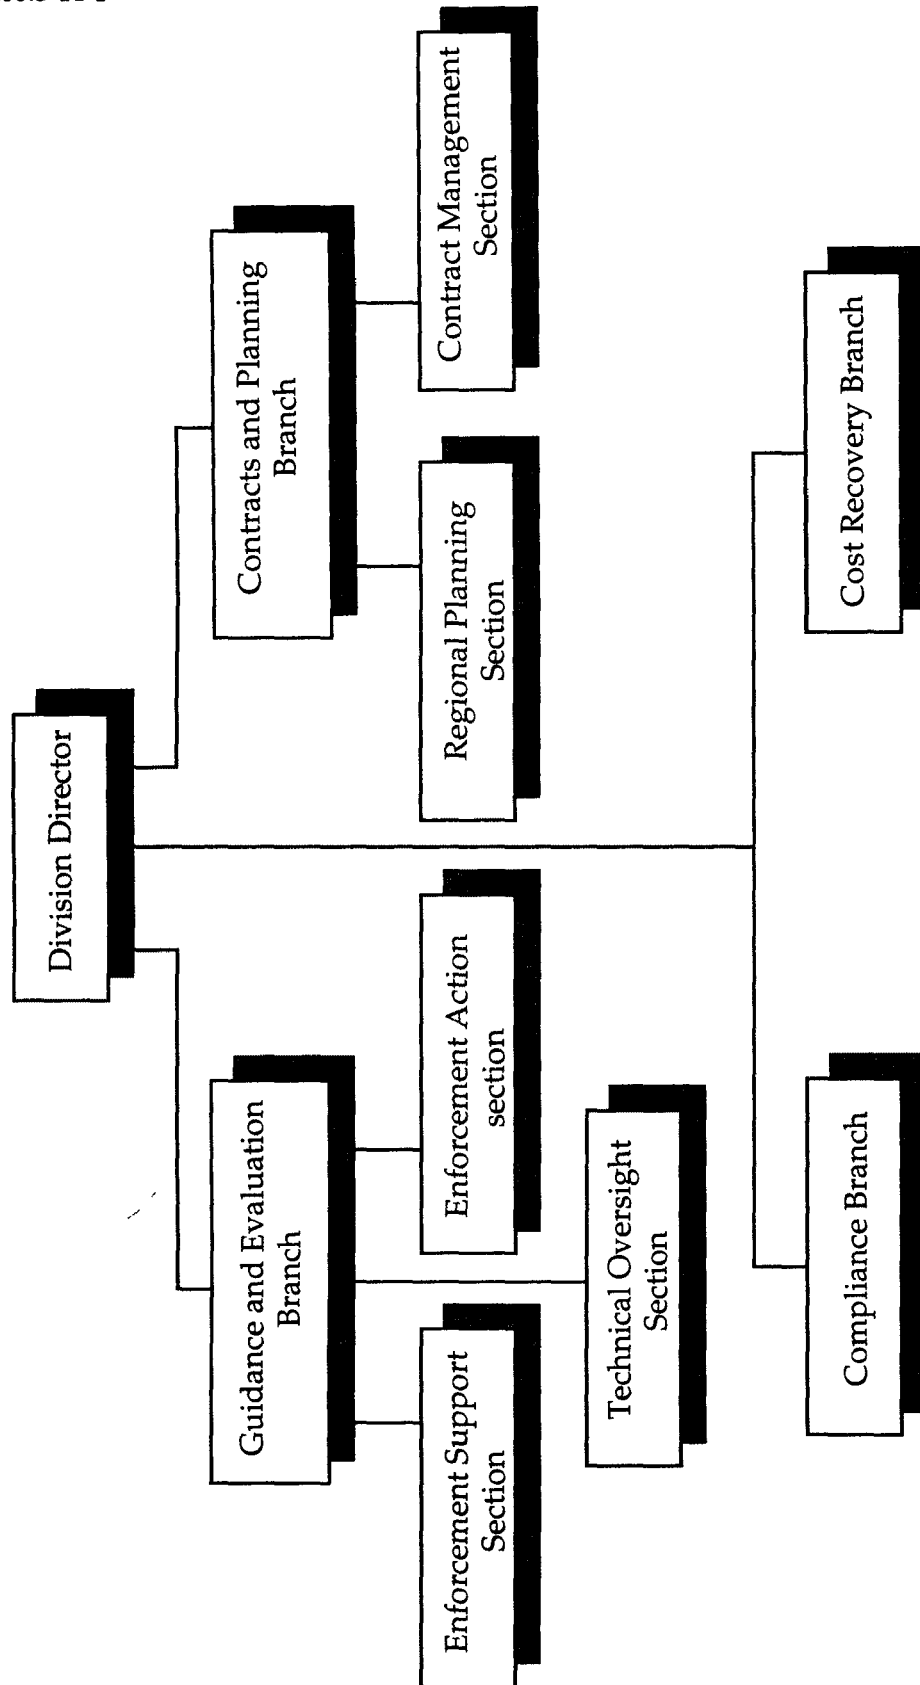 Division Director
Guidance and Evaluation
Branch
Contracts and Planning
Branch
Enforcement Support
Section
Enforcement Action
section
Regional Planning
Section
Contract Management
Section
Technical Oversight
Section
Compliance Branch
Cost Recovery Branch